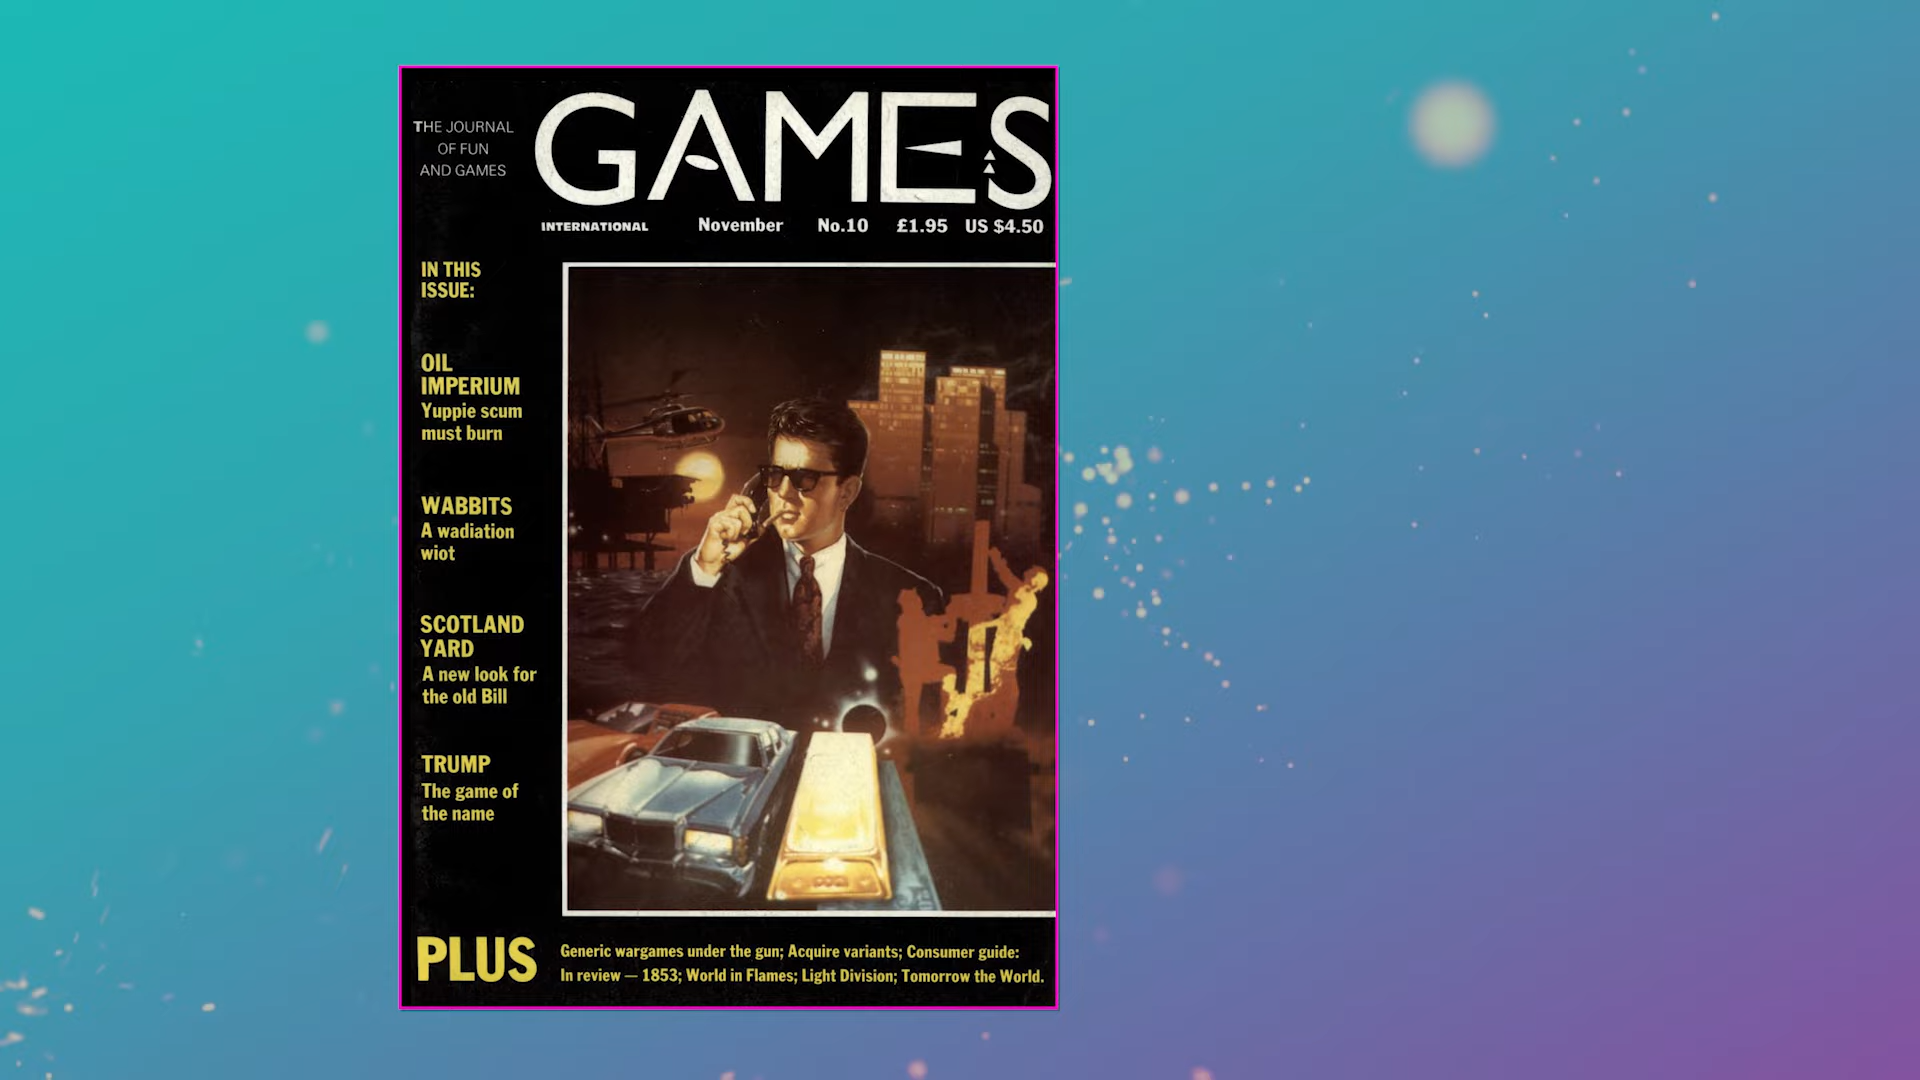 THE JOURNAL
OF FUN
AND GAMES
GAMES
INTERNATIONAL November No.10 £1.95 US $4.50
IN THIS
ISSUE:
OIL
IMPERIUM
Yuppie scum
must burn
WABBITS
A wadiation
wiot
SCOTLAND
YARD
A new look for
the old Bill
TRUMP
The game of
the name
PLUS
Generic wargames under the gun; Acquire variants; Consumer guide:
In review — 1853; World in Flames; Light Division; Tomorrow the World.